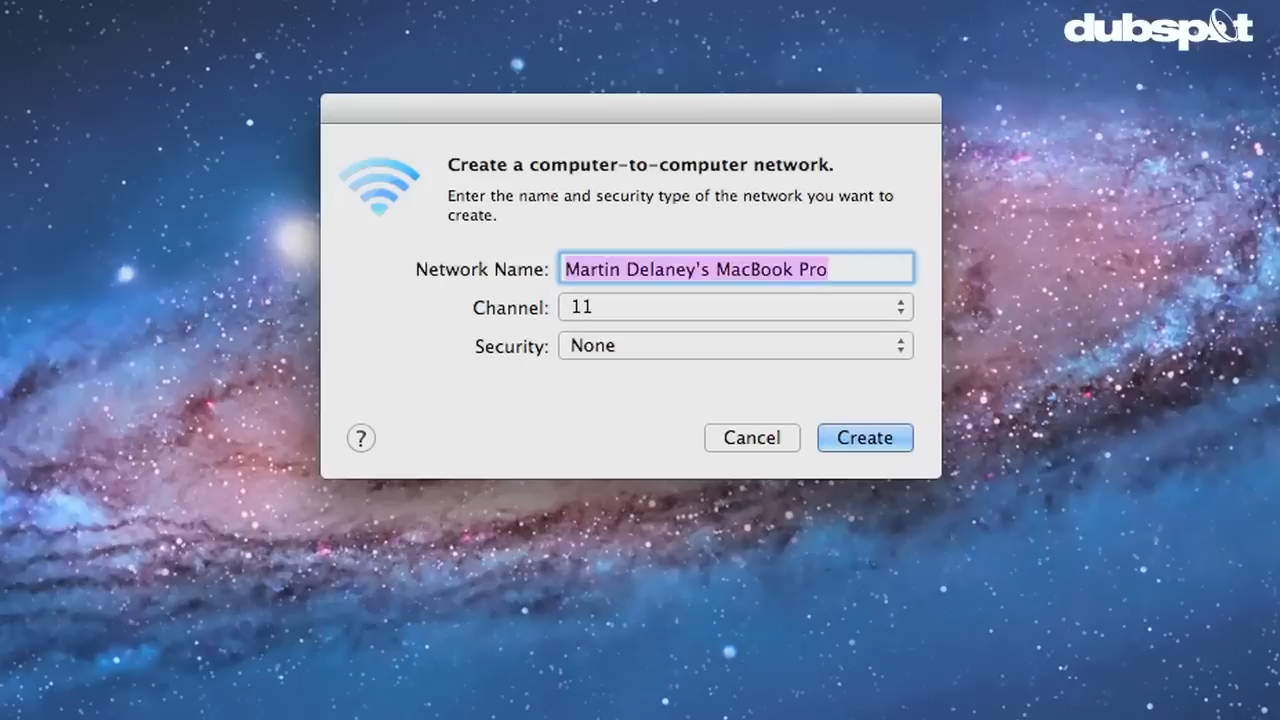 dubspot
Create a computer-to-computer network.
Enter the name and security type of the network you want to
create.
Network Name: Martin Delaney's MacBook Pro
Channel: 11
Security: None
? Cancel Create